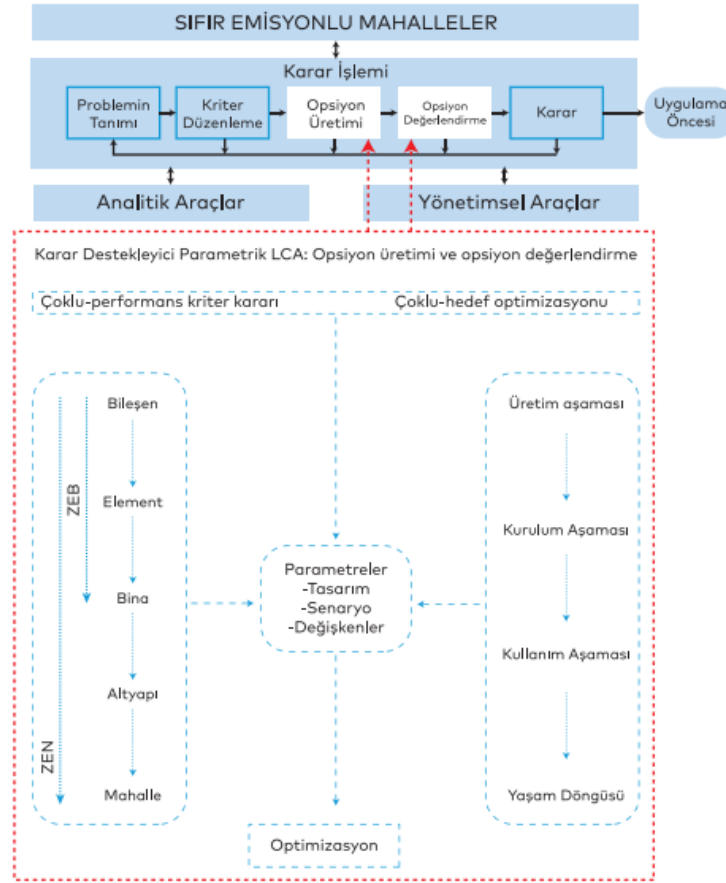 SIFIR EMİSYONLU MAHALLELER
Karar İşlemi
Problemin
Tanımı
Kriter
Düzenleme
Opsiyon
Üretimi
Opsiyon
Değerlendirme
Karar
Uygulama
Öncesi
Analitik Araçlar
Yönetimsel Araçlar
Karar Destekleyici Parametrik LCA: Opsiyon üretimi ve opsiyon değerlendirme
Çoklu-performans kriter kararı
Çoklu-hedef optimizasyonu
ZEN
ZEB
Bileşen
Element
Bina
Altyapı
Mahalle
Parametreler
-Tasarım
-Senaryo
-Değişkenler
Optimizasyon
Üretim aşaması
Kurulum Aşaması
Kullanım Aşaması
Yaşam Döngüsü